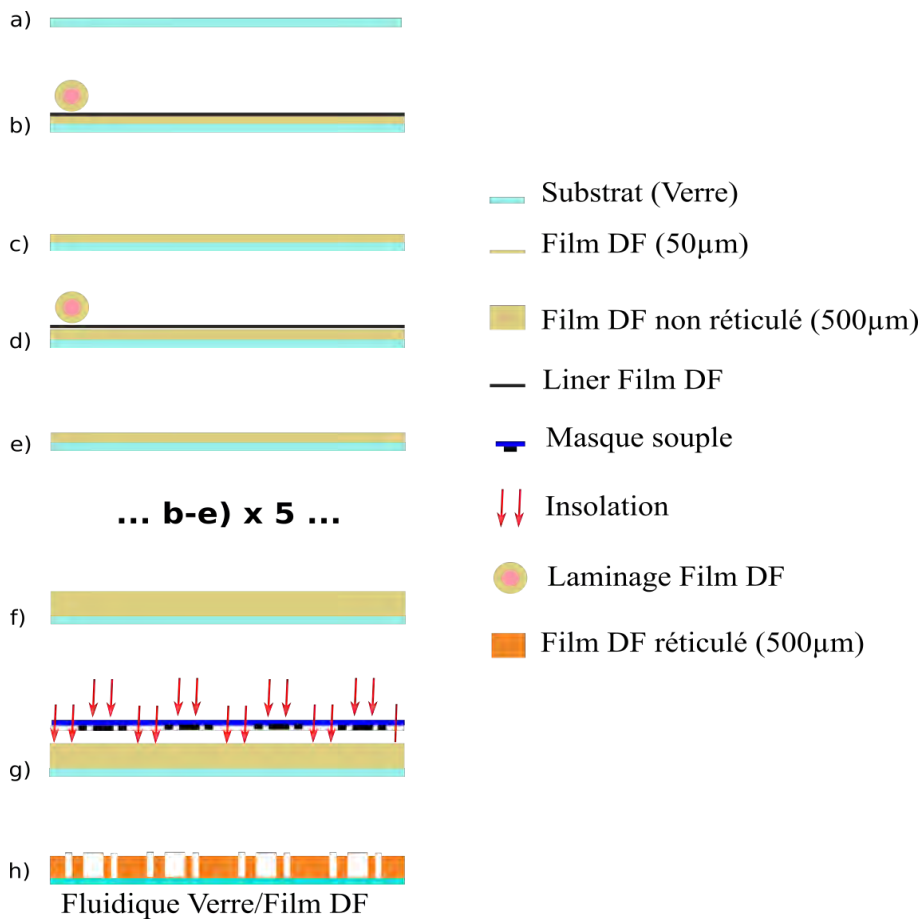 a)
b)
c)
d)
e)
... b-e) x 5 ...
f)
g)
h)
Fluidique Verre/Film DF
Substrat (Verre)
Film DF (50µm)
Film DF non réticulé (500µm)
Liner Film DF
Masque souple
Insolation
Laminage Film DF
Film DF réticulé (500µm)